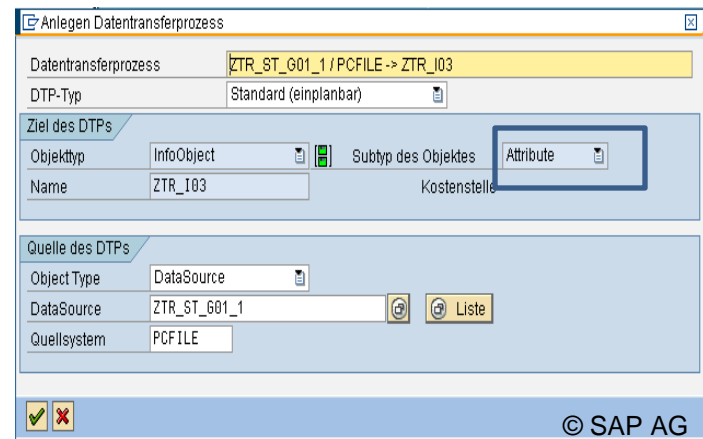 Anlegen Datentransferprozess
Datentransferprozess ZTR_ST_G01_1 / PCFILE -> ZTR_I03
DTP-Typ Standard (einplanbar)
Ziel des DTPs
Objekttyp InfoObject Subtyp des Objektes Attribute
Name ZTR_I03 Kostenstelle
Quelle des DTPs
Object Type DataSource
DataSource ZTR_ST_G01_1 Liste
Quellsystem PCFILE
© SAP AG